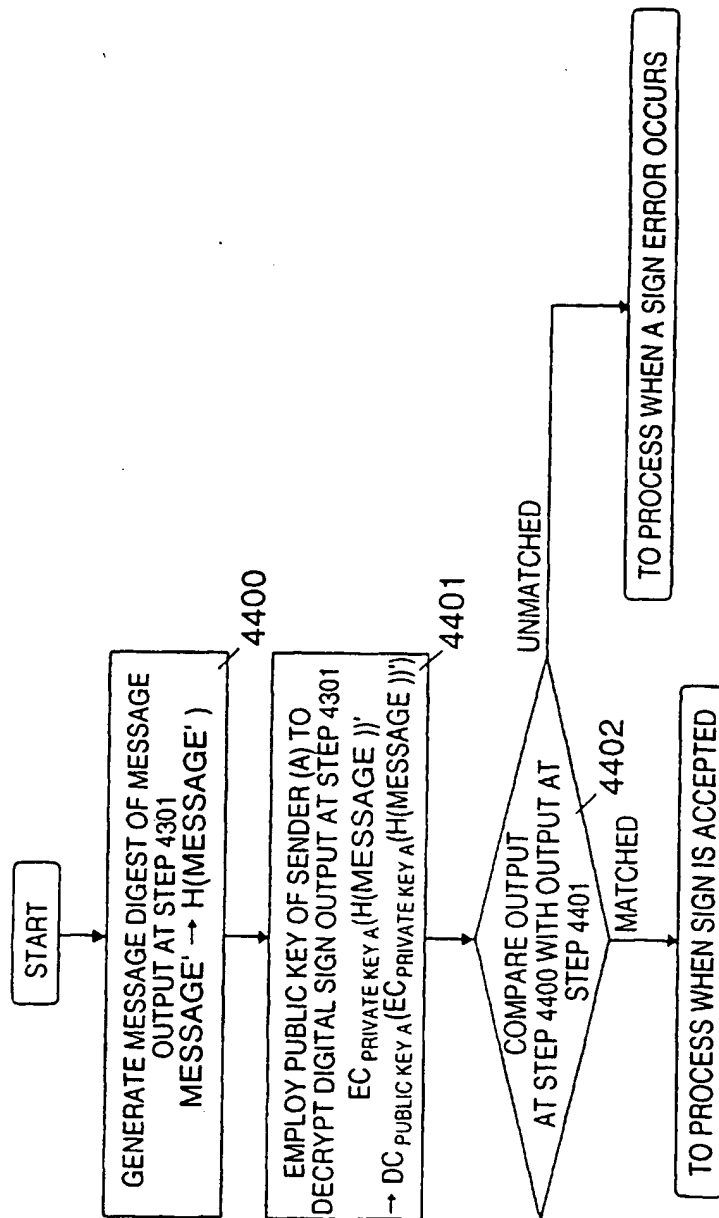 START
GENERATE MESSAGE DIGEST OF MESSAGE
OUTPUT AT STEP 4301
MESSAGE' → H(MESSAGE' )
4400
EMPLOY PUBLIC KEY OF SENDER (A) TO
DECRYPT DIGITAL SIGN OUTPUT AT STEP 4301
EC PRIVATE KEY A (H(MESSAGE ))'
→ DC PUBLIC KEY A (EC PRIVATE KEY A (H(MESSAGE ))')
4401
COMPARE OUTPUT
AT STEP 4400 WITH OUTPUT AT
STEP 4401
4402
UNMATCHED
MATCHED
TO PROCESS WHEN SIGN IS ACCEPTED
TO PROCESS WHEN A SIGN ERROR OCCURS